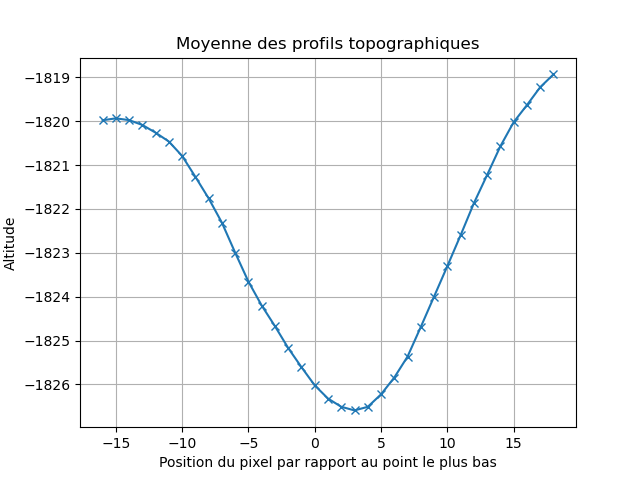 Moyenne des profils topographiques
Altitude
−1819
−1820
−1821
−1822
−1823
−1824
−1825
−1826
−15 −10 −5 0 5 10 15
Position du pixel par rapport au point le plus bas